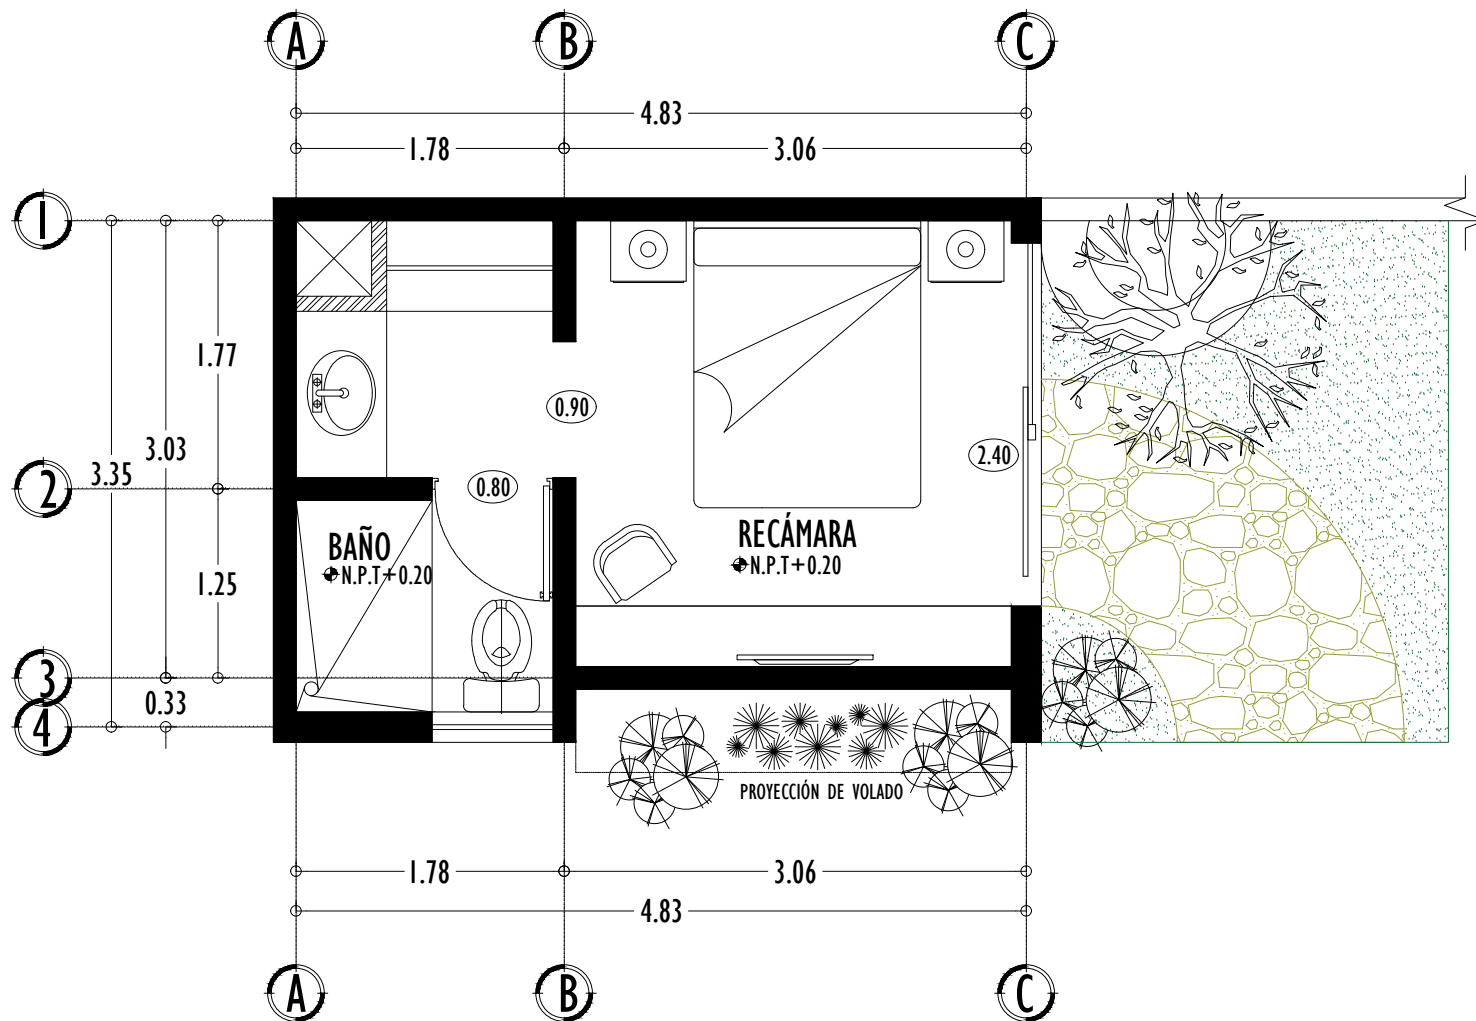 A B C
4.83
1.78 3.06
1
1.77
0.90
3.03
3.35
2.40
2
0.80
RECÁMARA
BAÑO
N.P.T+0.20
N.P.T+0.20
1.25
3
0.33
4
PROYECCIÓN DE VOLADO
1.78 3.06
4.83
A B C